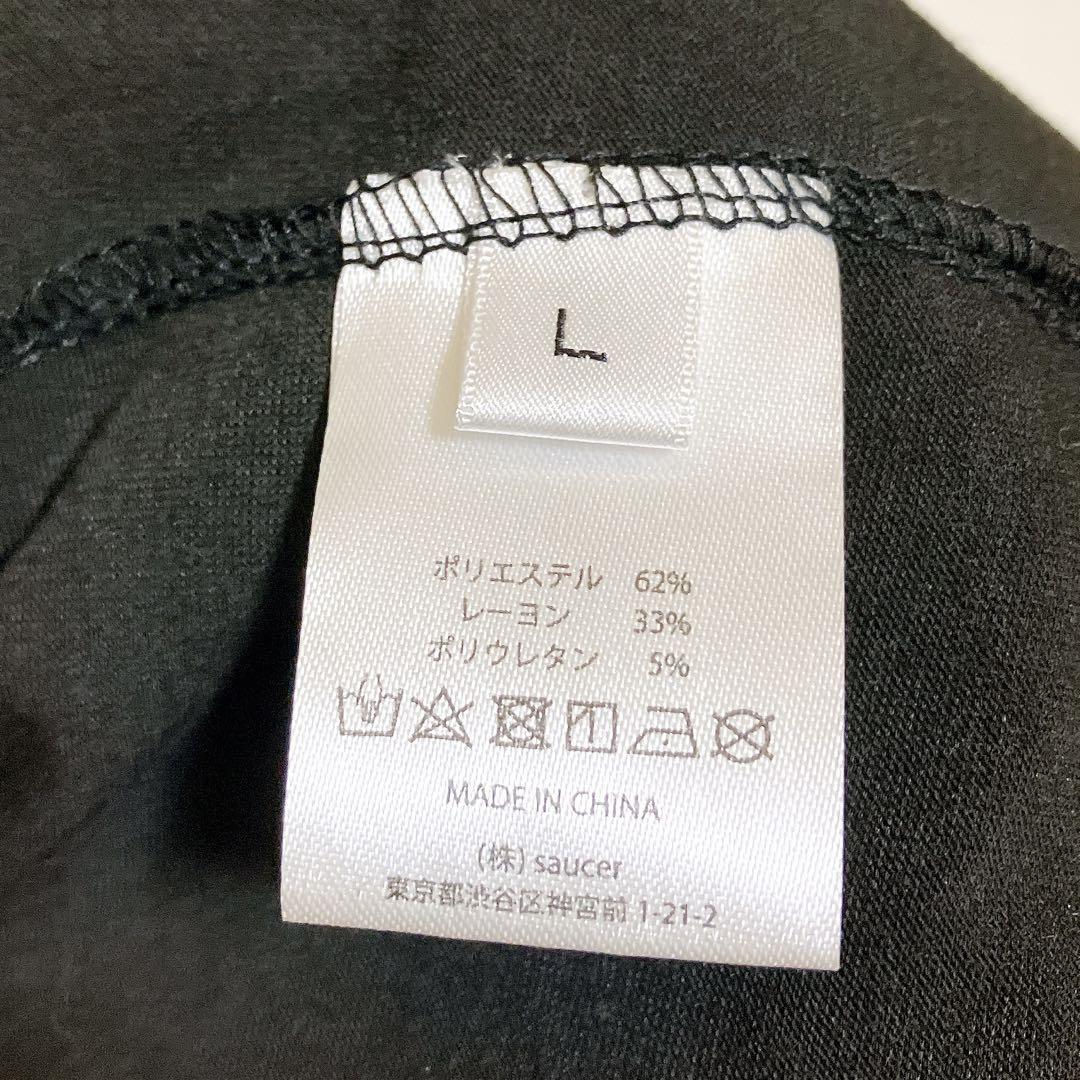 L
ポリエステル 62%
レーヨン 33%
ポリウレタン 5%
MADE IN CHINA
(株) saucer
東京都渋谷区神宮前 1-21-2